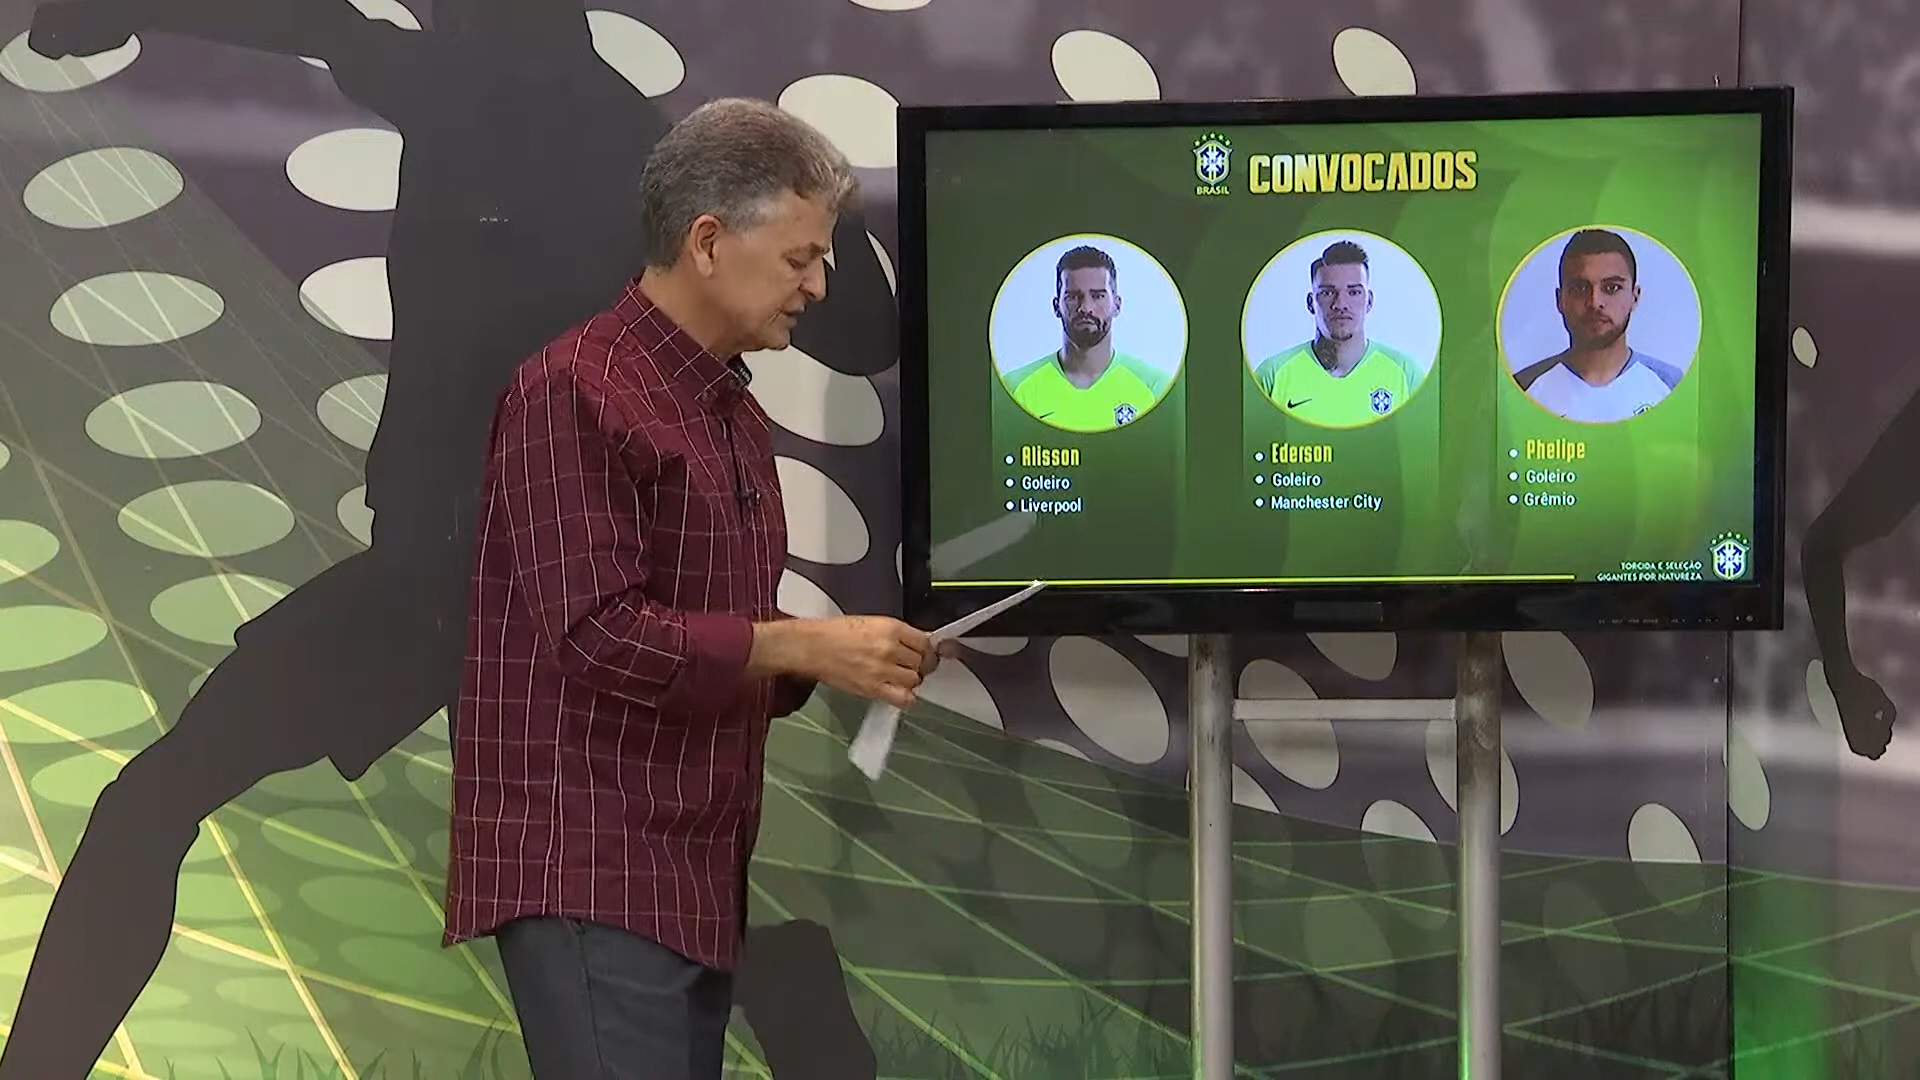 BRASIL
CONVOCADOS
Alisson
Goleiro
Liverpool
Ederson
Goleiro
Manchester City
Phelipe
Goleiro
Grêmio
TORCIDA E SELEÇÃO
GIGANTES POR NATUREZA